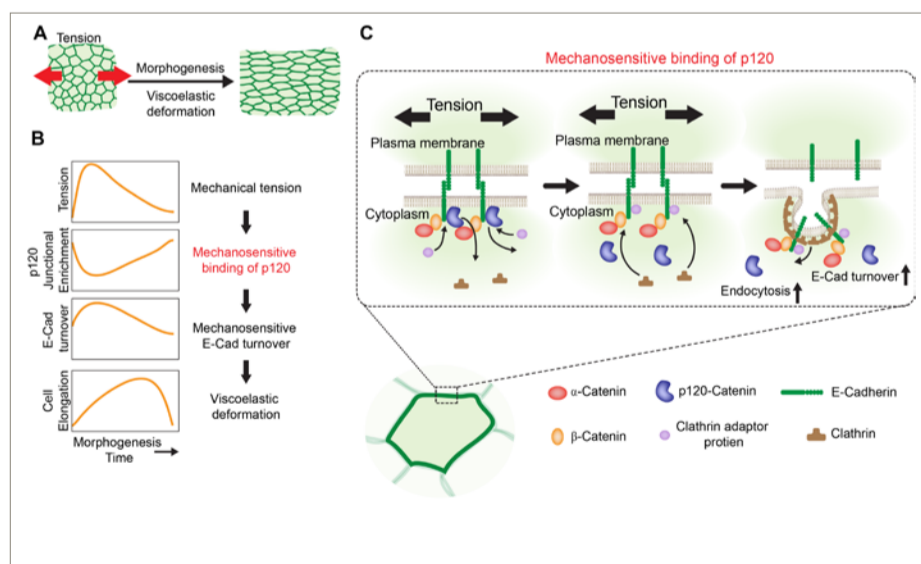 A
Tension
Morphogenesis
Viscoelastic
deformation
B
Tension
Mechanical tension
p120
Junctional
Enrichment
Mechanosensitive
binding of p120
E-Cad
turnover
Mechanosensitive
E-Cad turnover
Cell
Elongation
Viscoelastic
deformation
Morphogenesis
Time
C
Mechanosensitive binding of p120
Tension
Plasma membrane
Cytoplasm
Tension
Plasma membrane
Cytoplasm
E-Cad turnover
Endocytosis
α-Catenin
p120-Catenin
E-Cadherin
β-Catenin
Clathrin adaptor
protien
Clathrin